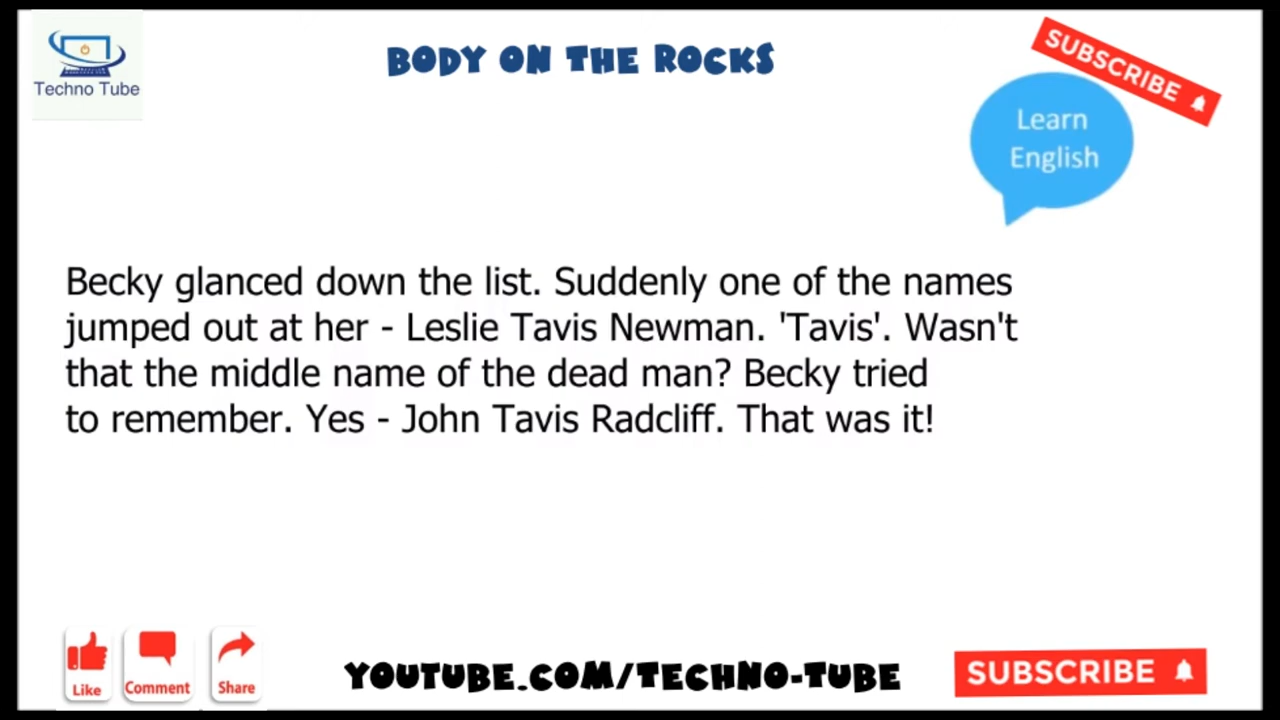 BODY ON THE ROCKS
SUBSCRIBE
Techno Tube
Learn
English
Becky glanced down the list. Suddenly one of the names
jumped out at her - Leslie Tavis Newman. 'Tavis'. Wasn't
that the middle name of the dead man? Becky tried
to remember. Yes - John Tavis Radcliff. That was it!
Like
Comment
Share
YOUTUBE.COM/TECHNO-TUBE
SUBSCRIBE